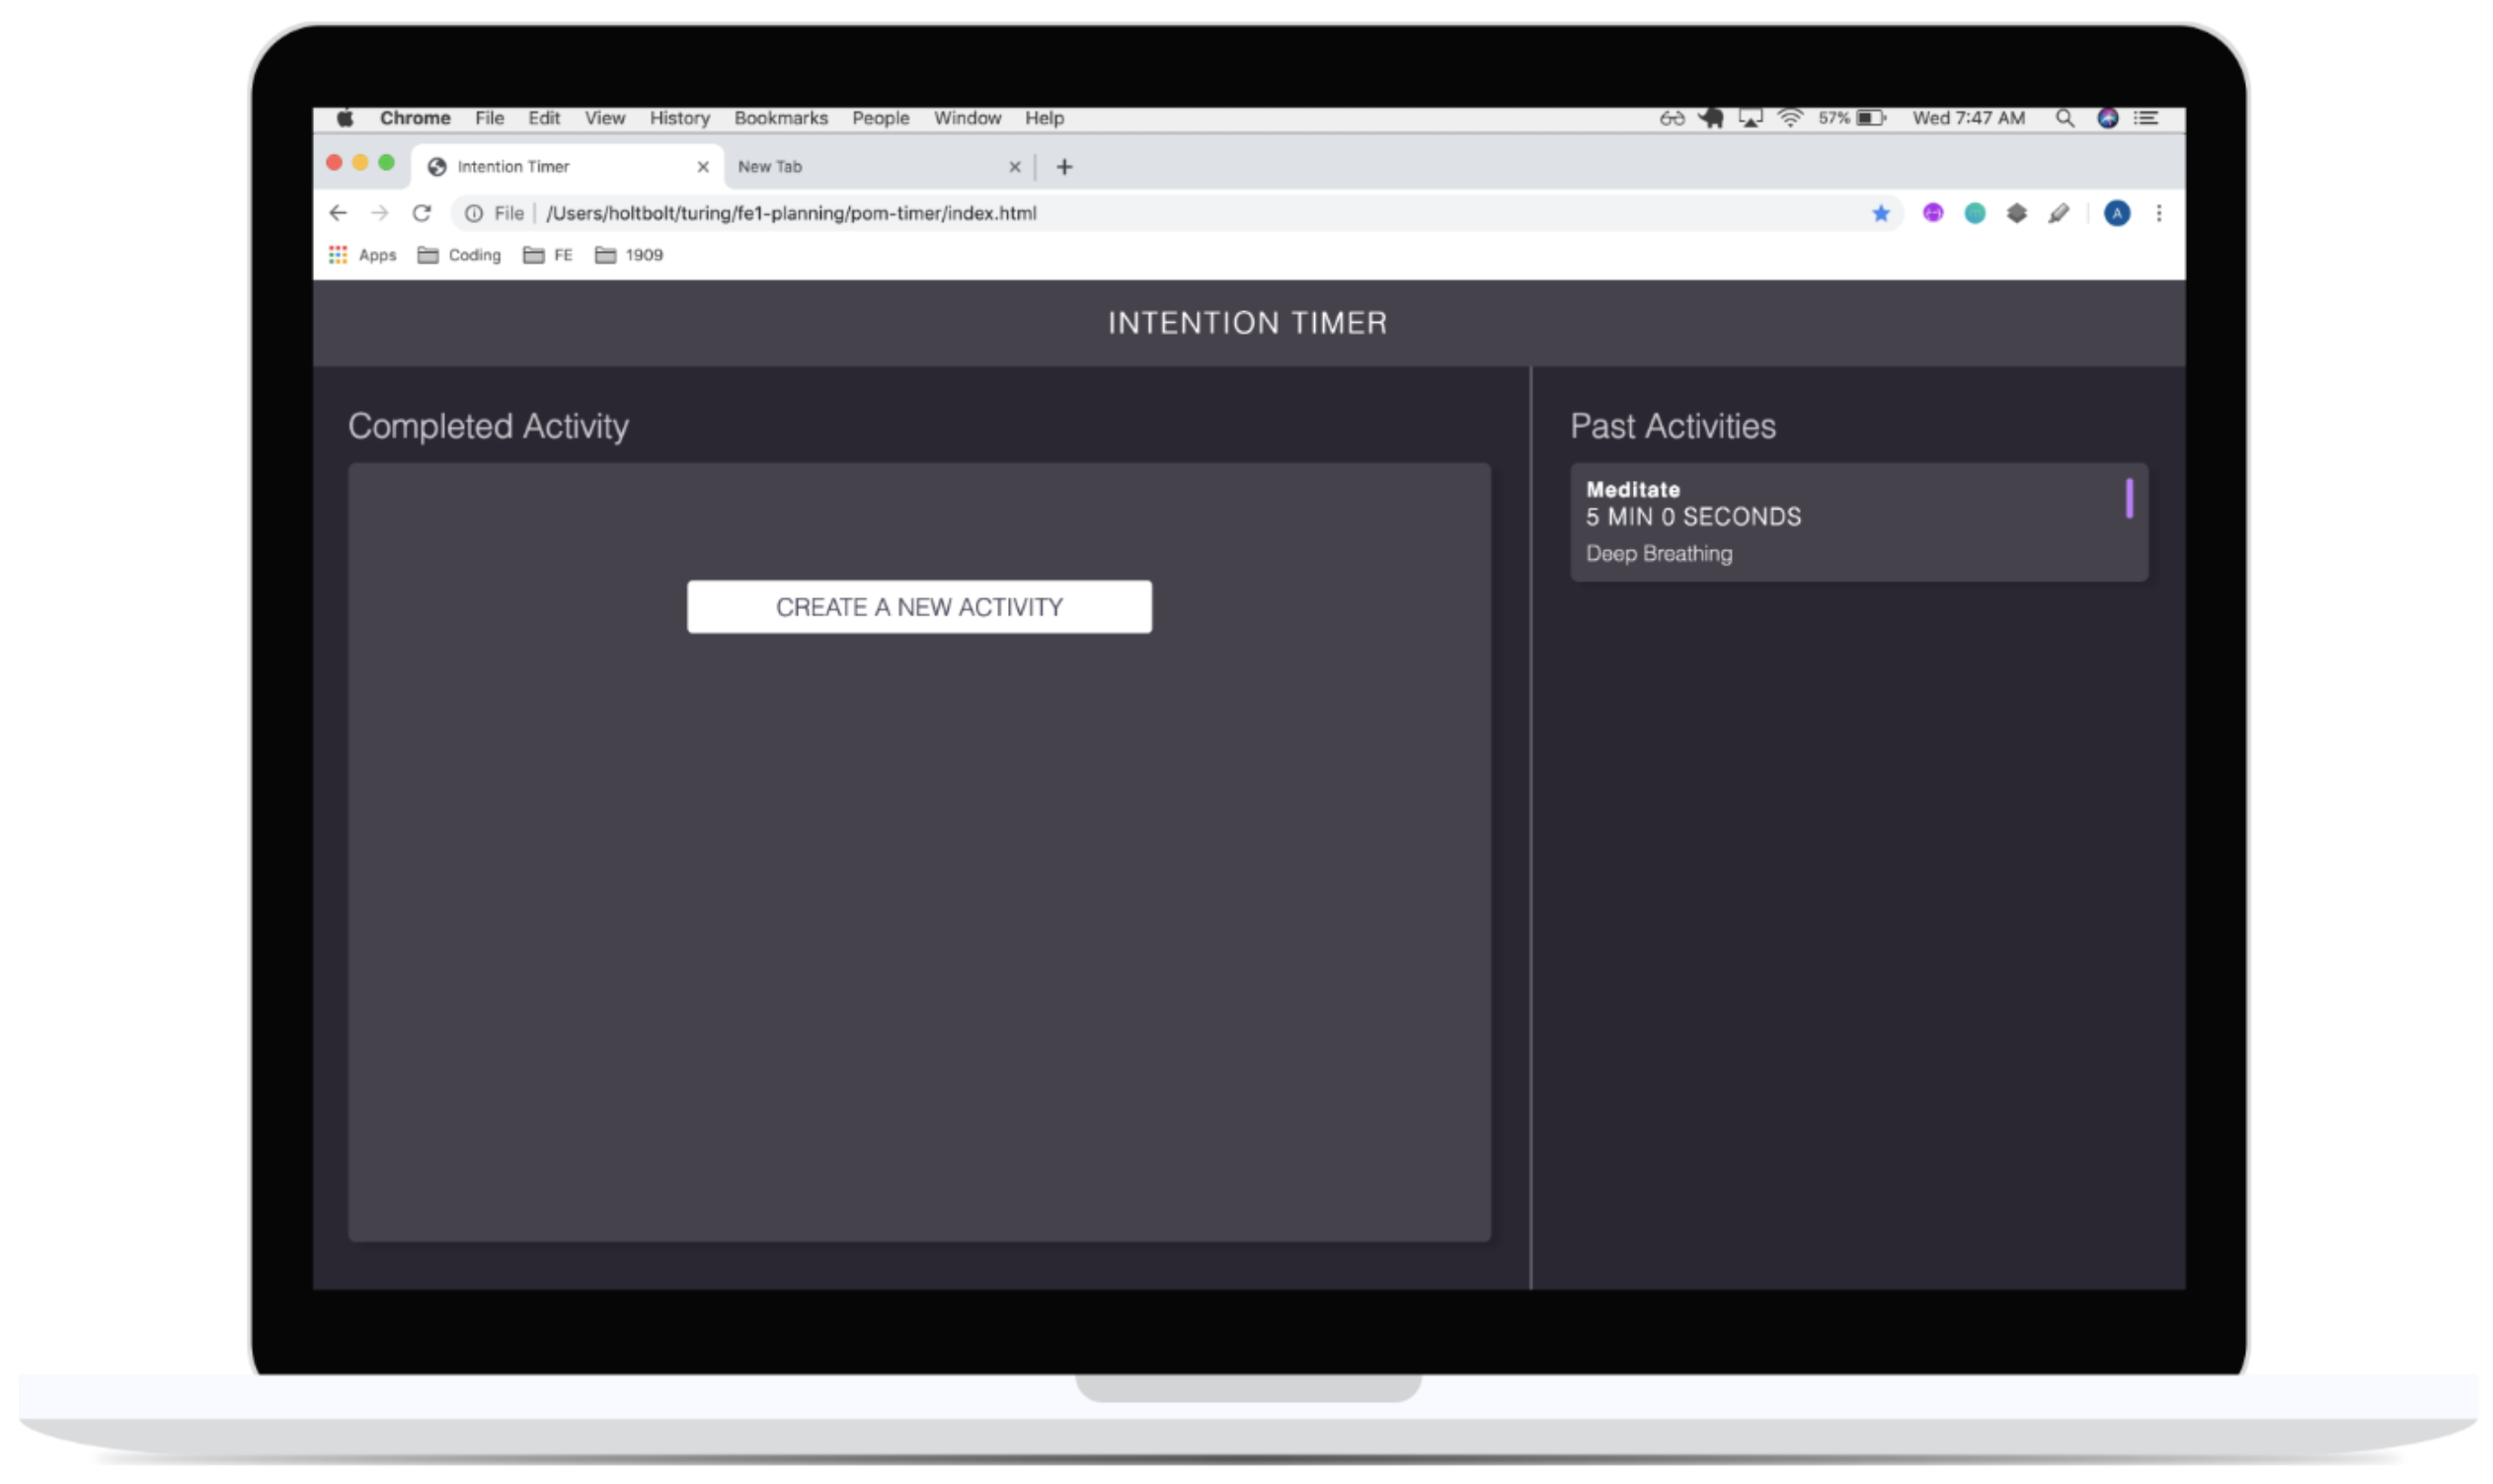 Chrome File Edit View History Bookmarks People Window Help 57% Wed 7:47 AM
Intention Timer New Tab
File /Users/holtbolt/turing/fe1-planning/pom-timer/index.html A
Apps Coding FE 1909
INTENTION TIMER
Completed Activity
CREATE A NEW ACTIVITY
Past Activities
Meditate
5 MIN 0 SECONDS
Deep Breathing